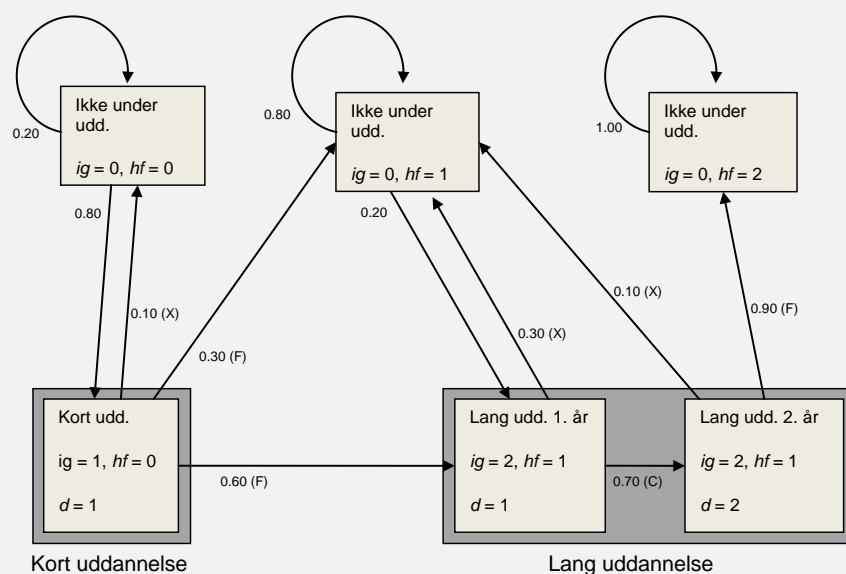 Ikke under
udd.
ig = 0, hf = 0
0.20
Ikke under
udd.
ig = 0, hf = 1
0.80
Ikke under
udd.
ig = 0, hf = 2
1.00
0.80
0.10 (X)
0.30 (F)
0.20
0.30 (X)
0.10 (X)
0.90 (F)
Kort udd.
ig = 1, hf = 0
d = 1
0.60 (F)
Lang udd. 1. år
ig = 2, hf = 1
d = 1
0.70 (C)
Lang udd. 2. år
ig = 2, hf = 1
d = 2
Kort uddannelse
Lang uddannelse